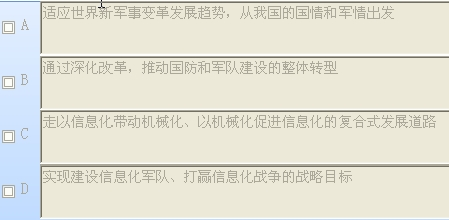 A 适应世界新军事变革发展趋势，从我国的国情和军情出发
B 通过深化改革，推动国防和军队建设的整体转型
C 走以信息化带动机械化、以机械化促进信息化的复合式发展道路
D 实现建设信息化军队、打赢信息化战争的战略目标